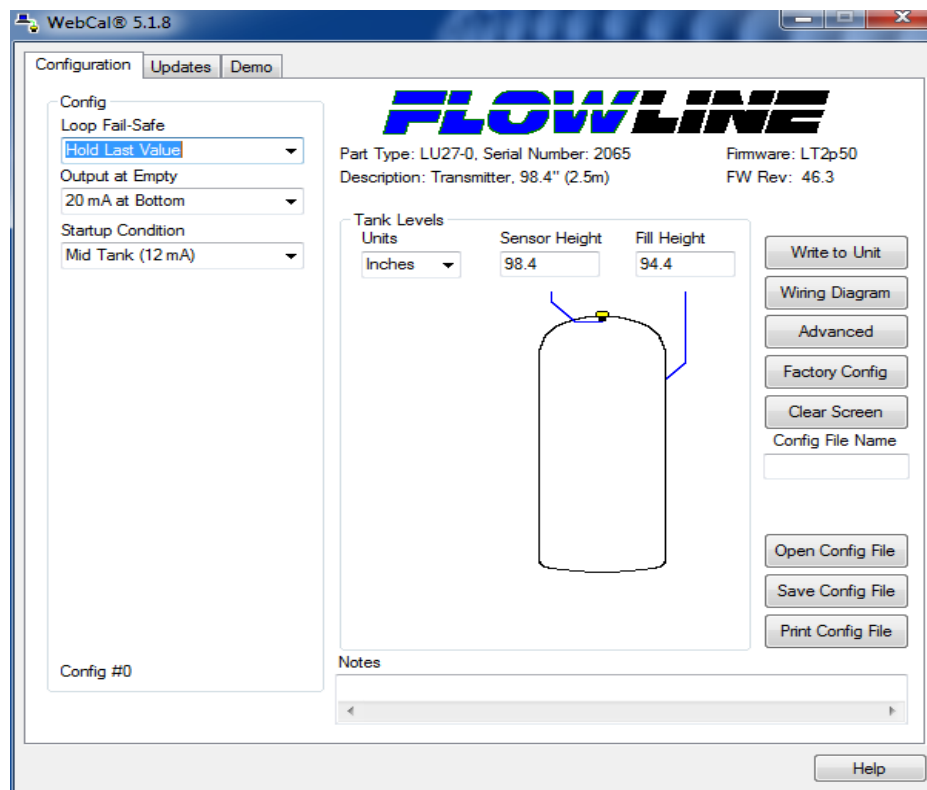 WebCal® 5.1.8
Configuration Updates Demo
Config
Loop Fail-Safe
Hold Last Value
Output at Empty
20 mA at Bottom
Startup Condition
Mid Tank (12 mA)
Config #0
FLOWLINE
Part Type: LU27-0, Serial Number: 2065 Firmware: LT2p50
Description: Transmitter, 98.4" (2.5m) FW Rev: 46.3
Tank Levels
Units Sensor Height Fill Height
Inches 98.4 94.4
Write to Unit
Wiring Diagram
Advanced
Factory Config
Clear Screen
Config File Name
Open Config File
Save Config File
Print Config File
Notes
Help